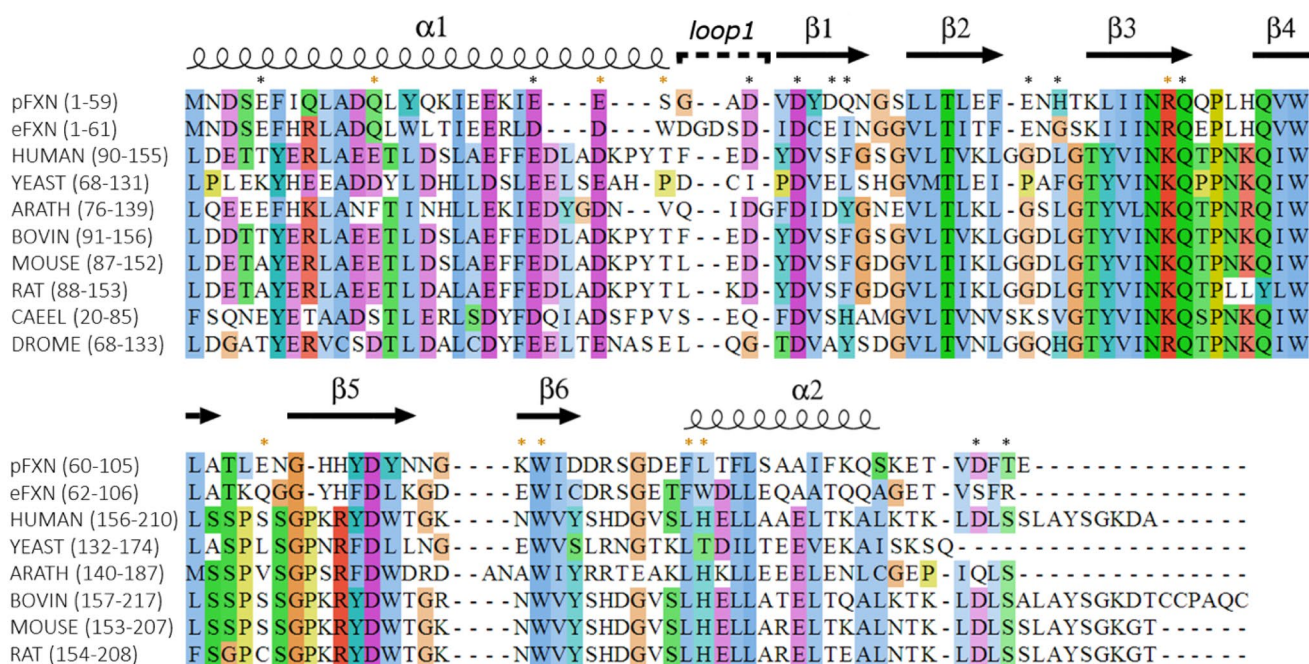 α1 loop1 β1 β2 β3 β4
* * * * * * * * * * * * *
pFXN (1-59) MNDSEFIQLADQLYQKIEEKIE---E---SG--AD-VDYDQNGSLLTLEF-ENHTKLIINRQQPLHQVW
eFXN (1-61) MNDSEFHRLADQLWLTIEERLD---D---WDGDSD-IDCEINGGVLTITF-ENGSKIIINRQEPLHQVW
HUMAN (90-155) LDETTYERLAEETLDSLAEFFEDLADKPYTF--ED-YDVSFGSGVLTVKLGGDLGTYVINKQTPNKQIW
YEAST (68-131) LPLEKYHEEADDYLDHLLDSLEELSEAH-PD--CI-PDVELSHGVMTLEI-PAFGTYVINKQPPNKQIW
ARATH (76-139) LQEEEFHKLANFTINHLLEKIEDYGDN--VQ--IDGFDIDYGNEVLTLKL-GSLGTYVLNKQTPNRQIW
BOVIN (91-156) LDDTTYERLAEETLDSLAEFFEDLADKPYTF--ED-YDVSFGSGVLTVKLGGDLGTYVINKQTPNKQIW
MOUSE (87-152) LDETAYERLAEETLDSLAEFFEDLADKPYTL--ED-YDVSFGDGVLTVKLGGDLGTYVINKQTPNKQIW
RAT (88-153) LDETAYERLAEETLDALAEFFEDLADKPYTL--KD-YDVSFGDGVLTVKLGGDLGTYVINKQTPLLYLW
CAEEL (20-85) FSQNEYETAADSTLERLSDYFDQIADSFPVS--EQ-FDVSHAMGVLTVNVSKSVGTYVINKQSPNKQIW
DROME (68-133) LDGATYERVCSDTLDALCDYFEELTENASEL--QG-TDVAYSDGVLTVNLGGQHGTYVINKQTPNKQIW
β5 β6 α2
* * * * * * *
pFXN (60-105) LATLENG-HHYDYNNG----KWIDDRSGDEFLTFLSAAIFKQSKET-VDFTE------------
eFXN (62-106) LATKQGG-YHFDLKGD----EWICDRSGETFWDLLEQAATQQAGET-VSFR-------------
HUMAN (156-210) LSSPSSGPKRYDWTGK----NWVYSHDGVSLHELLAAELTKALKTK-LDLSSLAYSGKDA-----
YEAST (132-174) LASPLSGPNRFDLLNG----EWVSLRNGTKLTDILTEEVEKAISKSQ-----------------
ARATH (140-187) MSSPVSGPSRFDWDRD--ANAWIYRRTEAKLHKLLEEELENLCGEP-IQLS--------------
BOVIN (157-217) LSSPSSGPKRYDWTGR----NWVYSHDGVSLHELLATELTQALKTK-LDLSALAYSGKDTCCPAQC
MOUSE (153-207) LSSPSSGPKRYDWTGK----NWVYSHDGVSLHELLARELTKALNTK-LDLSSLAYSGKGT-----
RAT (154-208) FSGPCSGPKRYDWTGK----NWVYSHDGVSLHELLARELTEALNTK-LDLSSLAYSGKGT-----